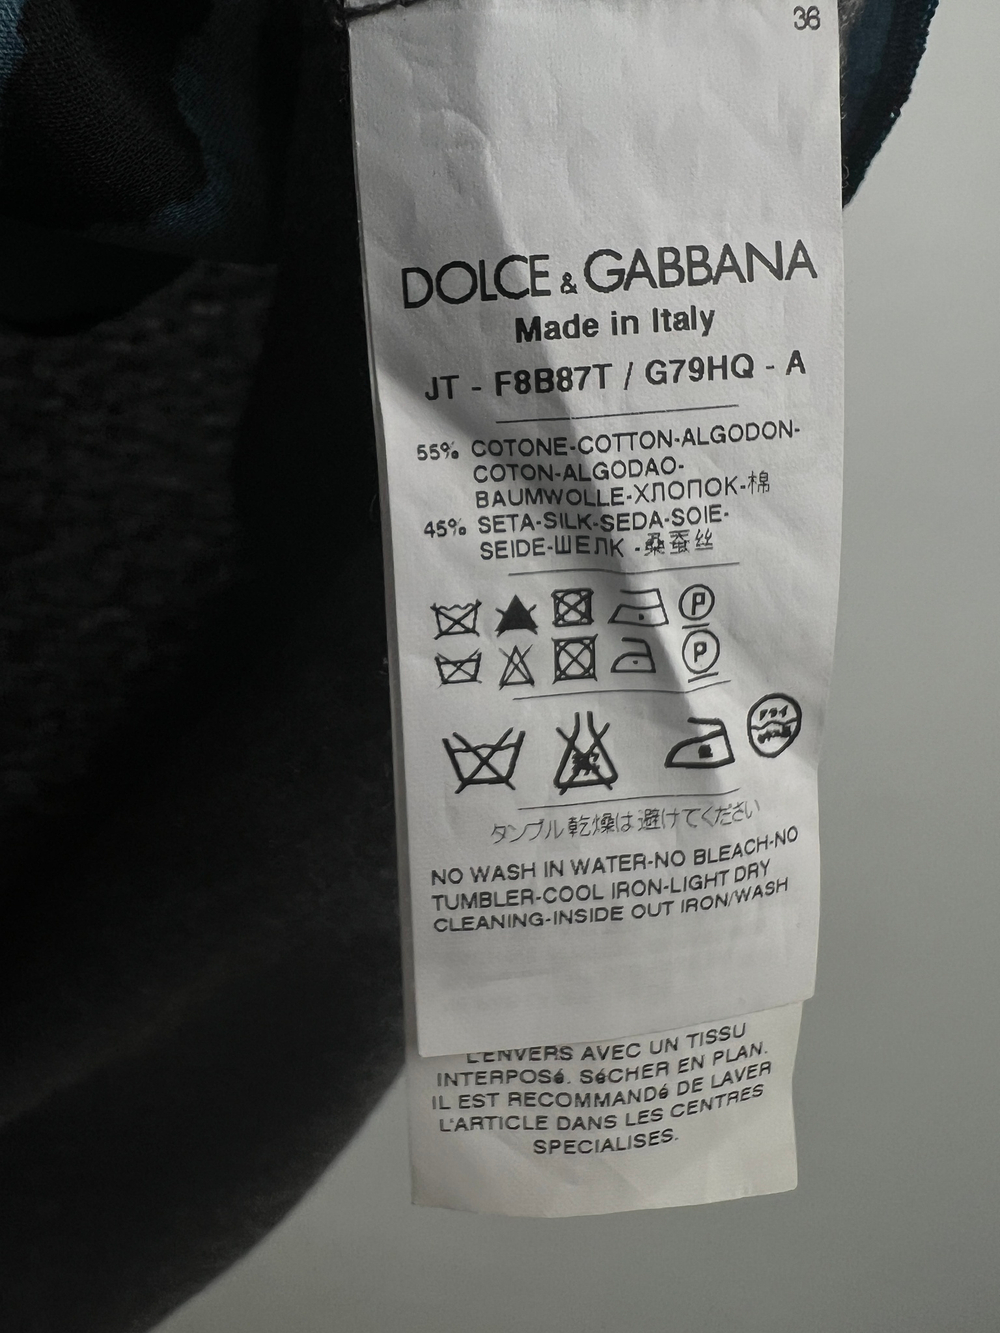 36
DOLCE & GABBANA
Made in Italy
JT - F8B87T / G79HQ - A
55% COTONE-COTTON-ALGODON-
COTON-ALGODAO-
BAUMWOLLE-ХЛОПОК-棉
45% SETA-SILK-SEDA-SOIE-
SEIDE-ШЕЛК -桑蚕丝
P
P
ドライ
タンブル乾燥は避けてください
NO WASH IN WATER-NO BLEACH-NO
TUMBLER-COOL IRON-LIGHT DRY
CLEANING-INSIDE OUT IRON/WASH
L'ENVERS AVEC UN TISSU
INTERPOSé. SéCHER EN PLAN.
IL EST RECOMMANDé DE LAVER
L'ARTICLE DANS LES CENTRES
SPECIALISES.